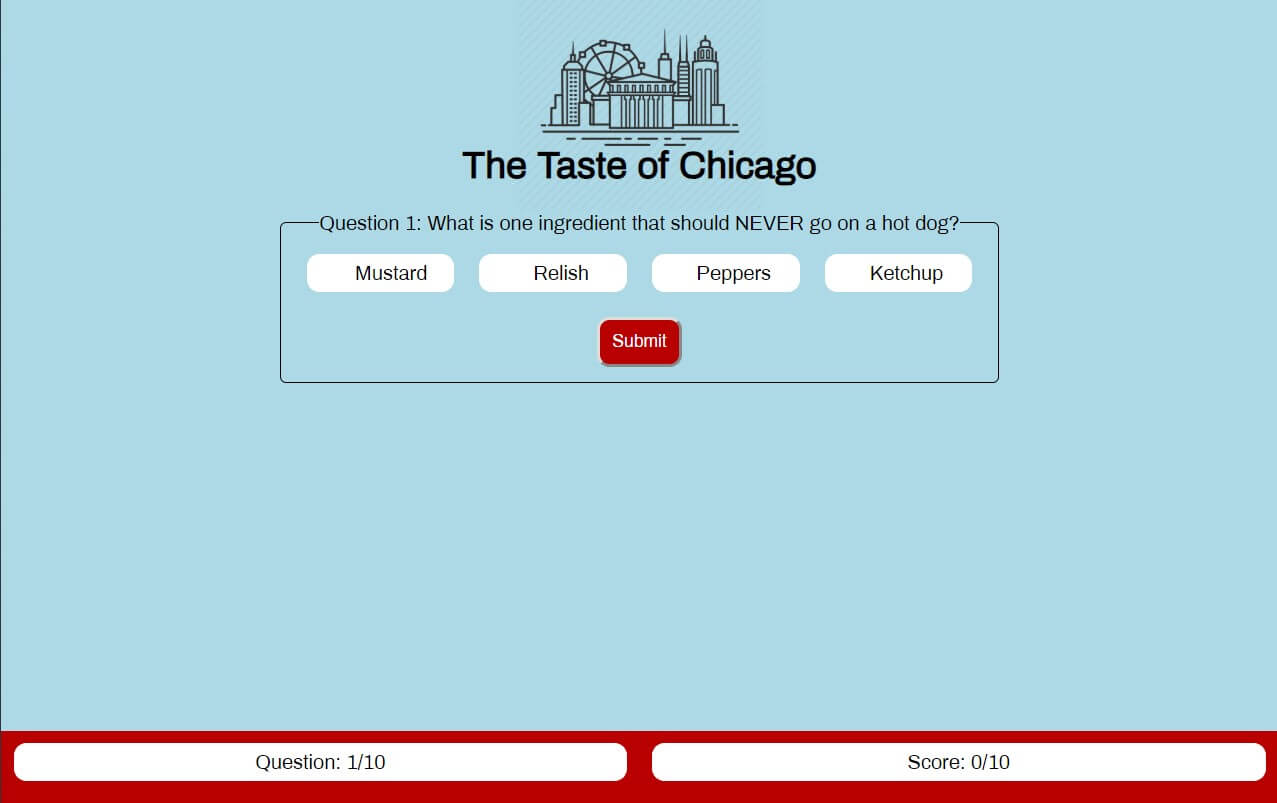 The Taste of Chicago
Question 1: What is one ingredient that should NEVER go on a hot dog?
Mustard Relish Peppers Ketchup
Submit
Question: 1/10 Score: 0/10